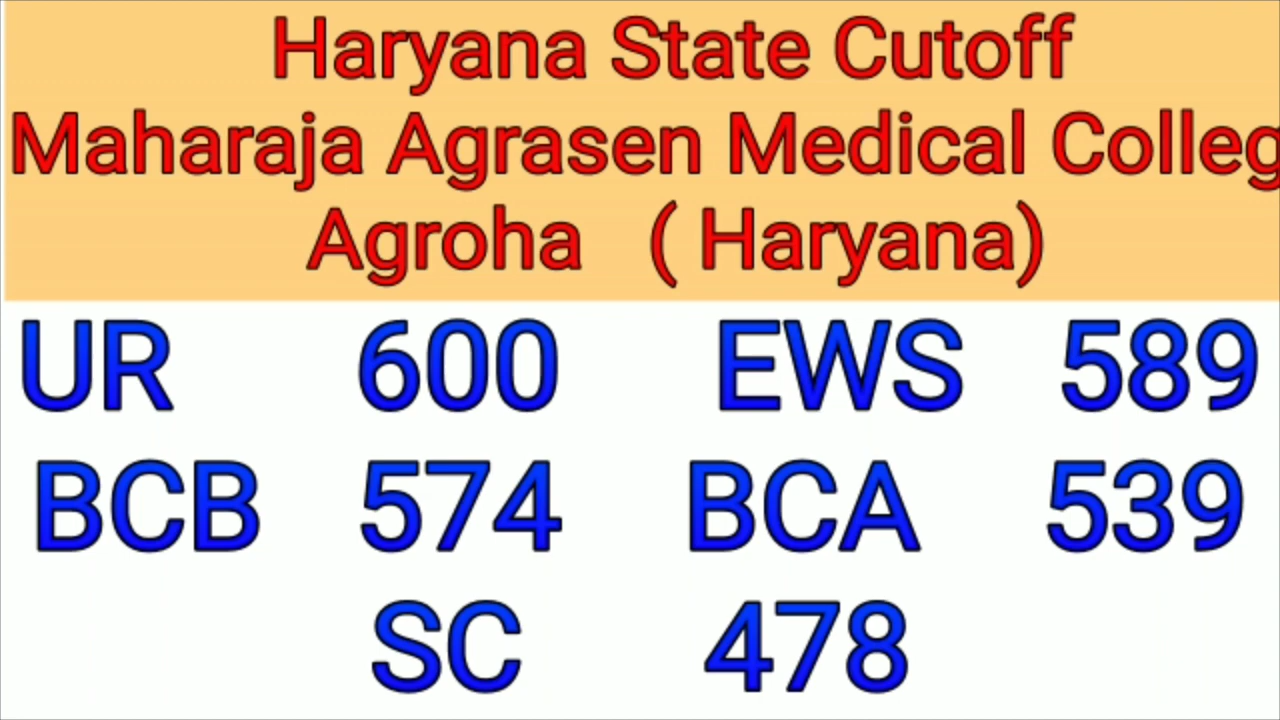 Haryana State Cutoff
Maharaja Agrasen Medical Colleg
Agroha ( Haryana)
UR 600 EWS 589
BCB 574 BCA 539
SC 478